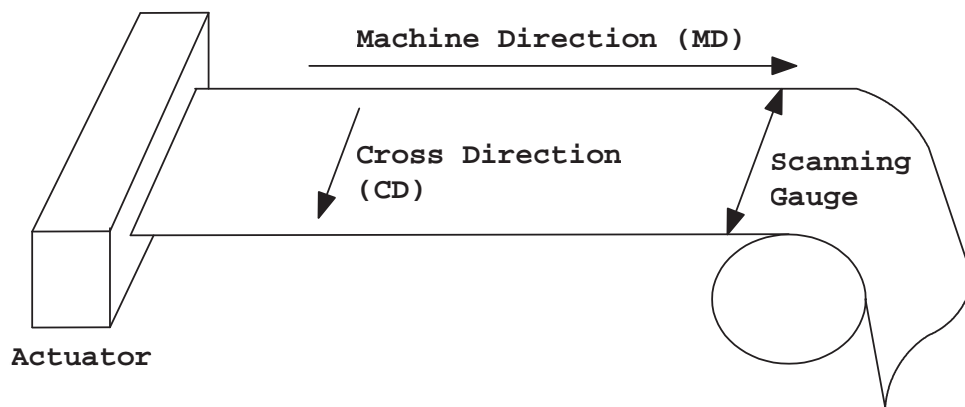 Machine Direction (MD)
Cross Direction
(CD)
Scanning
Gauge
Actuator